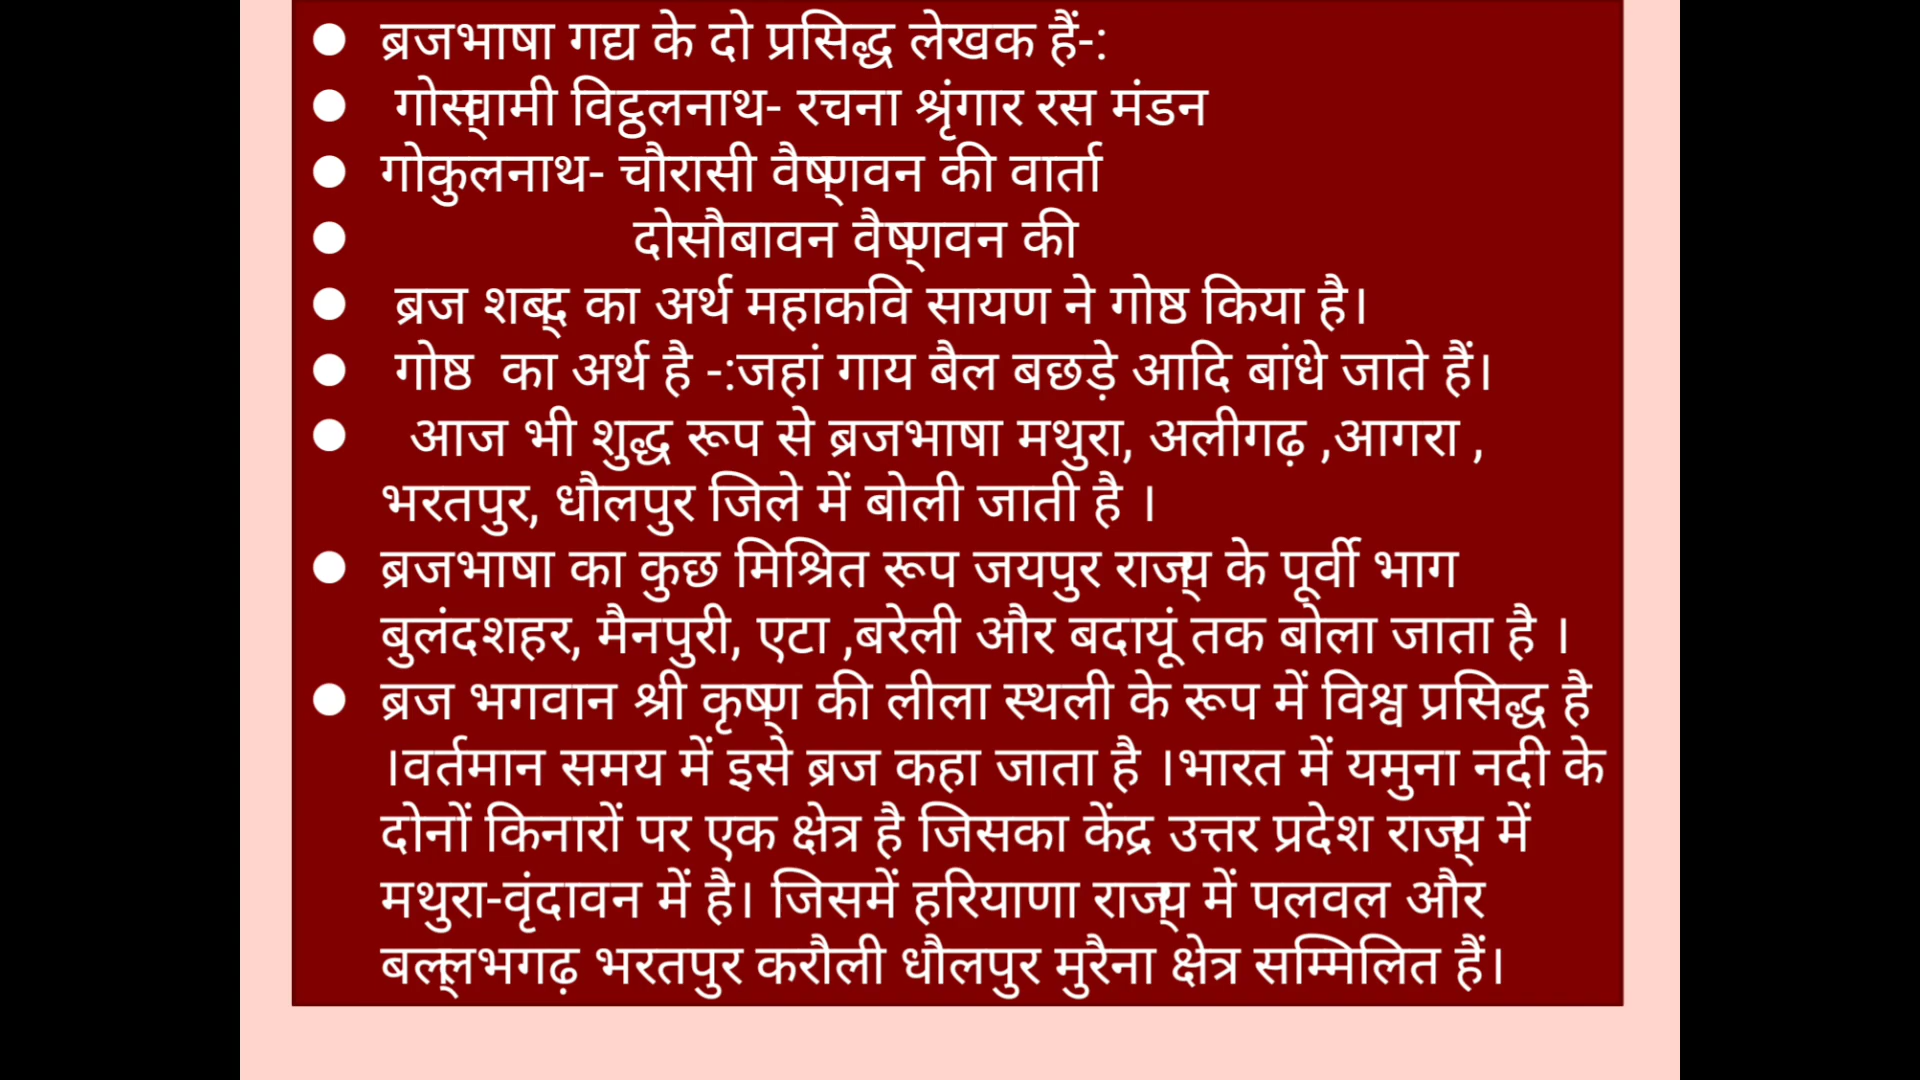 ● ब्रजभाषा गद्य के दो प्रसिद्ध लेखक हैं-:
● गोस्वामी विट्ठलनाथ- रचना श्रृंगार रस मंडन
● गोकुलनाथ- चौरासी वैष्णवन की वार्ता
● दोसौबावन वैष्णवन की
● ब्रज शब्द का अर्थ महाकवि सायण ने गोष्ठ किया है।
● गोष्ठ का अर्थ है -:जहां गाय बैल बछड़े आदि बांधे जाते हैं।
● आज भी शुद्ध रूप से ब्रजभाषा मथुरा, अलीगढ़ ,आगरा ,
भरतपुर, धौलपुर जिले में बोली जाती है ।
● ब्रजभाषा का कुछ मिश्रित रूप जयपुर राज्य के पूर्वी भाग
बुलंदशहर, मैनपुरी, एटा ,बरेली और बदायूं तक बोला जाता है ।
● ब्रज भगवान श्री कृष्ण की लीला स्थली के रूप में विश्व प्रसिद्ध है
।वर्तमान समय में इसे ब्रज कहा जाता है ।भारत में यमुना नदी के
दोनों किनारों पर एक क्षेत्र है जिसका केंद्र उत्तर प्रदेश राज्य में
मथुरा-वृंदावन में है। जिसमें हरियाणा राज्य में पलवल और
बल्लभगढ़ भरतपुर करौली धौलपुर मुरैना क्षेत्र सम्मिलित हैं।